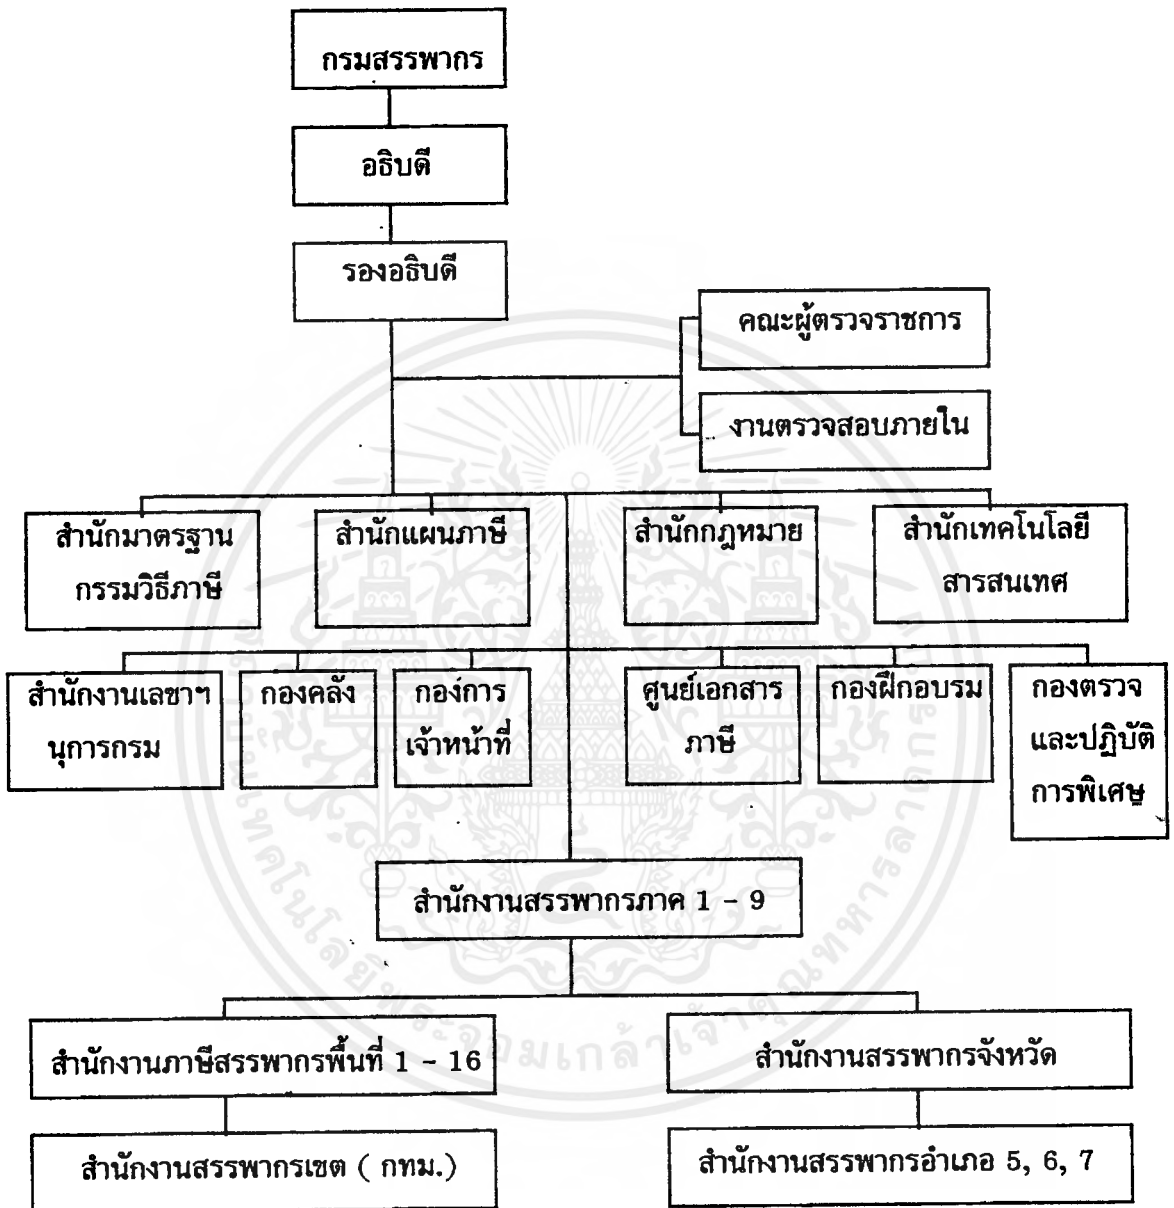 กรมสรรพากร
อธิบดี
รองอธิบดี
คณะผู้ตรวจราชการ
งานตรวจสอบภายใน
สำนักมาตรฐาน
กรรมวิธีภาษี
สำนักแผนภาษี
สำนักกฎหมาย
สำนักเทคโนโลยี
สารสนเทศ
สำนักงานเลขาฯ
นุการกรม
กองคลัง
กองการ
เจ้าหน้าที่
ศูนย์เอกสาร
ภาษี
กองฝึกอบรม
กองตรวจ
และปฏิบัติ
การพิเศษ
สำนักงานสรรพากรภาค 1 - 9
สำนักงานภาษีสรรพากรพื้นที่ 1 - 16
สำนักงานสรรพากรจังหวัด
สำนักงานสรรพากรเขต ( กทม.)
สำนักงานสรรพากรอำเภอ 5, 6, 7